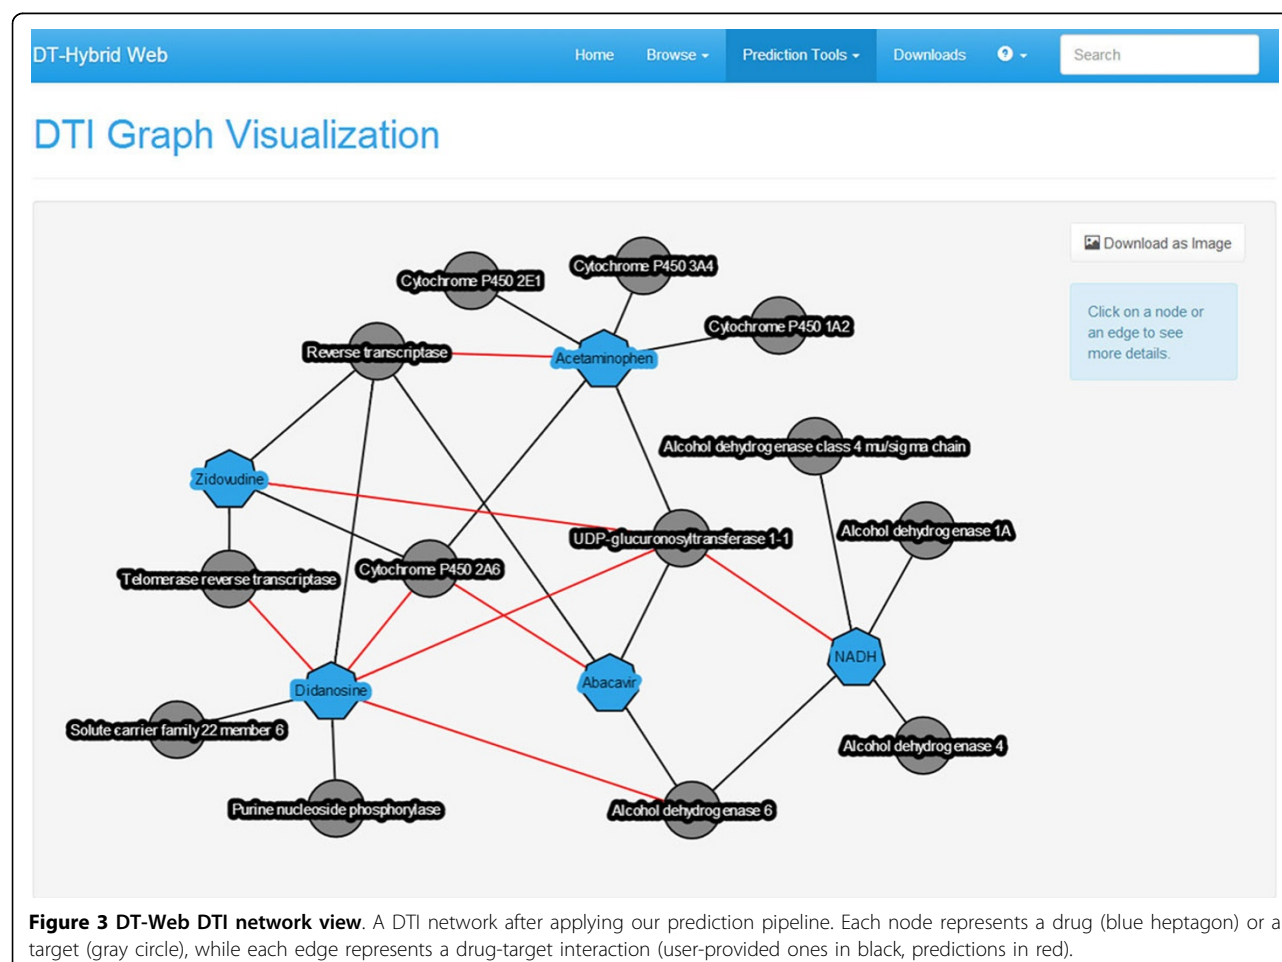 DT-Hybrid Web Home Browse Prediction Tools Downloads ? Search
DTI Graph Visualization
Download as Image
Click on a node or
an edge to see
more details.
Cytochrome P450 3A4
Cytochrome P450 2E1
Cytochrome P450 1A2
Reverse transcriptase
Acetaminophen
Alcohol dehydrogenase class 4 mu/sigma chain
Zidovudine
Alcohol dehydrogenase 1A
UDP-glucuronosyltransferase 1-1
Cytochrome P450 2A6
Telomerase reverse transcriptase
NADH
Abacavir
Didanosine
Solute carrier family 22 member 6
Alcohol dehydrogenase 4
Purine nucleoside phosphorylase
Alcohol dehydrogenase 6
Figure 3 DT-Web DTI network view. A DTI network after applying our prediction pipeline. Each node represents a drug (blue heptagon) or a
target (gray circle), while each edge represents a drug-target interaction (user-provided ones in black, predictions in red).